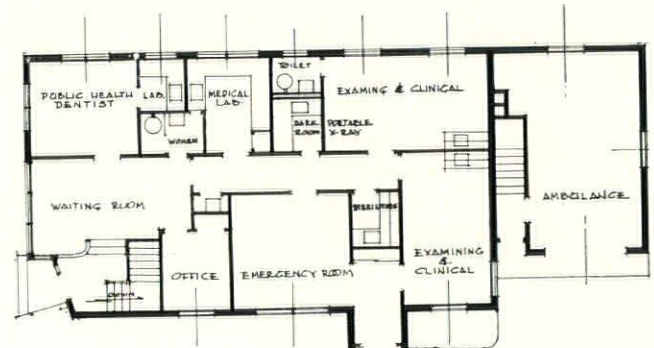 TOILET
PUBLIC HEALTH
DENTIST
LAB.
MEDICAL
LAB.
EXAMING & CLINICAL
DARK
ROOM
PORTABLE
X-RAY
WOMEN
WAITING ROOM
AMBULANCE
OFFICE
EMERGENCY ROOM
EXAMINING
&
CLINICAL
DOWN